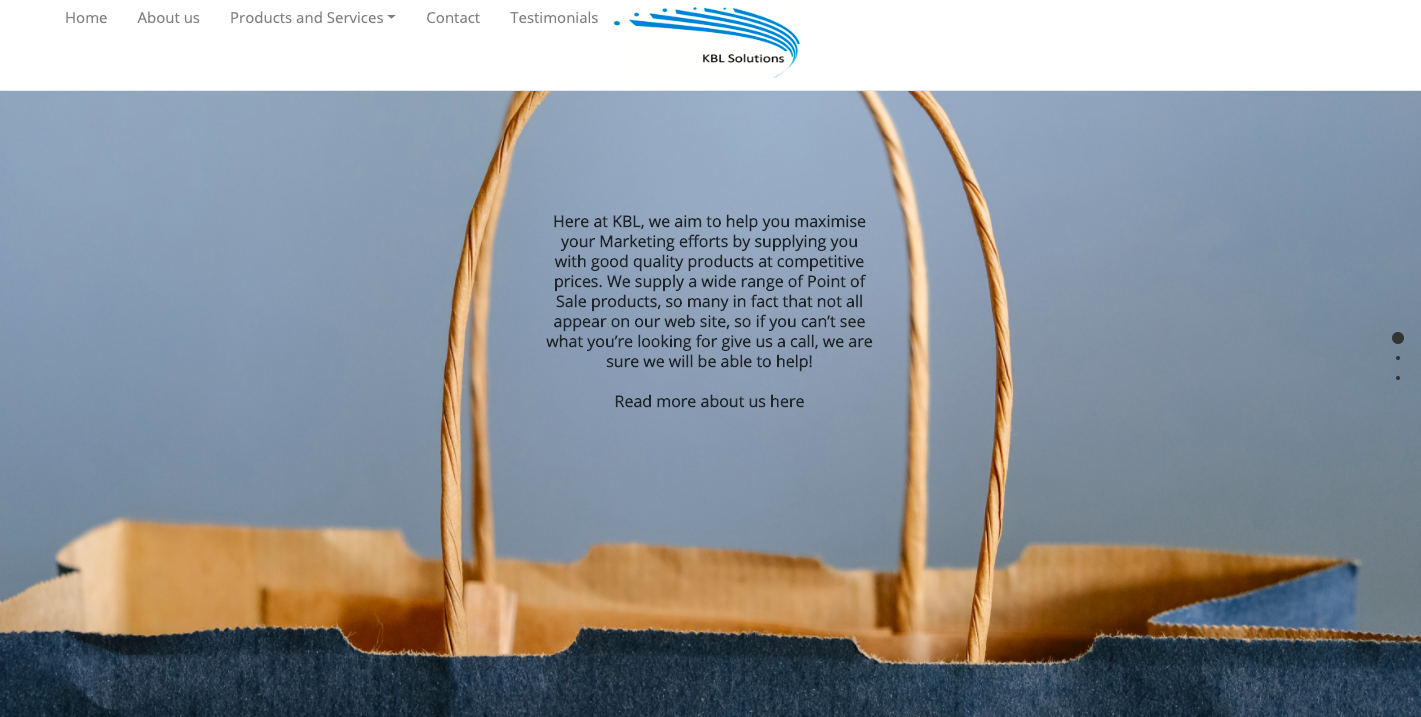 Home About us Products and Services Contact Testimonials
KBL Solutions
Here at KBL, we aim to help you maximise
your Marketing efforts by supplying you
with good quality products at competitive
prices. We supply a wide range of Point of
Sale products, so many in fact that not all
appear on our web site, so if you can’t see
what you’re looking for give us a call, we are
sure we will be able to help!
Read more about us here